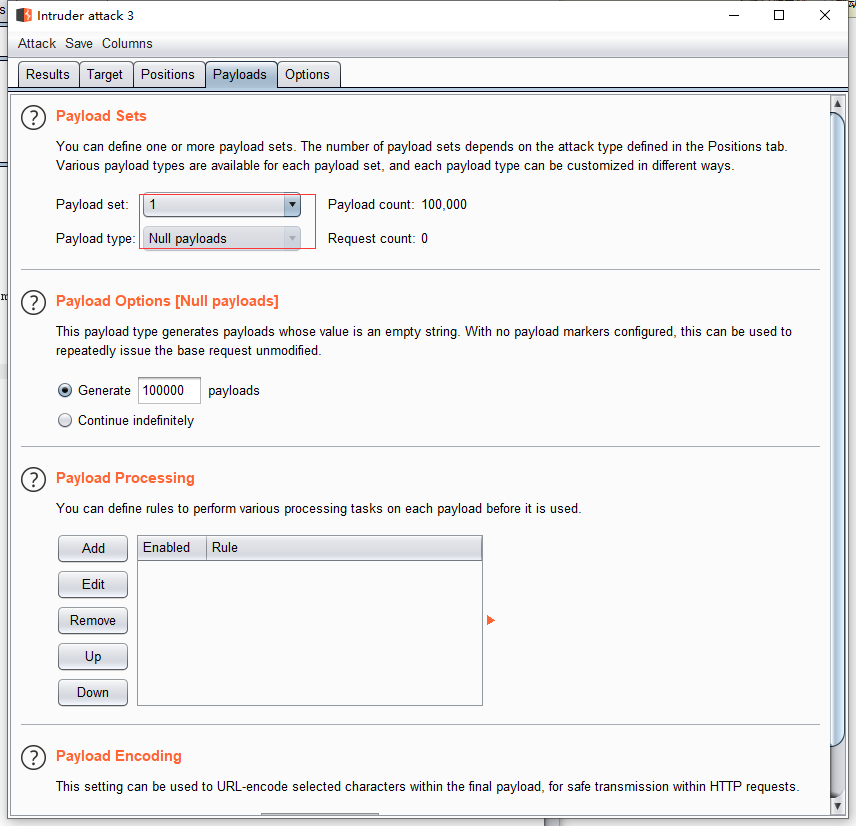 Intruder attack 3
Attack Save Columns
Results Target Positions Payloads Options
? Payload Sets
You can define one or more payload sets. The number of payload sets depends on the attack type defined in the Positions tab.
Various payload types are available for each payload set, and each payload type can be customized in different ways.
Payload set: 1 Payload count: 100,000
Payload type: Null payloads Request count: 0
? Payload Options [Null payloads]
This payload type generates payloads whose value is an empty string. With no payload markers configured, this can be used to
repeatedly issue the base request unmodified.
Generate 100000 payloads
Continue indefinitely
? Payload Processing
You can define rules to perform various processing tasks on each payload before it is used.
Add Enabled Rule
Edit
Remove
Up
Down
? Payload Encoding
This setting can be used to URL-encode selected characters within the final payload, for safe transmission within HTTP requests.